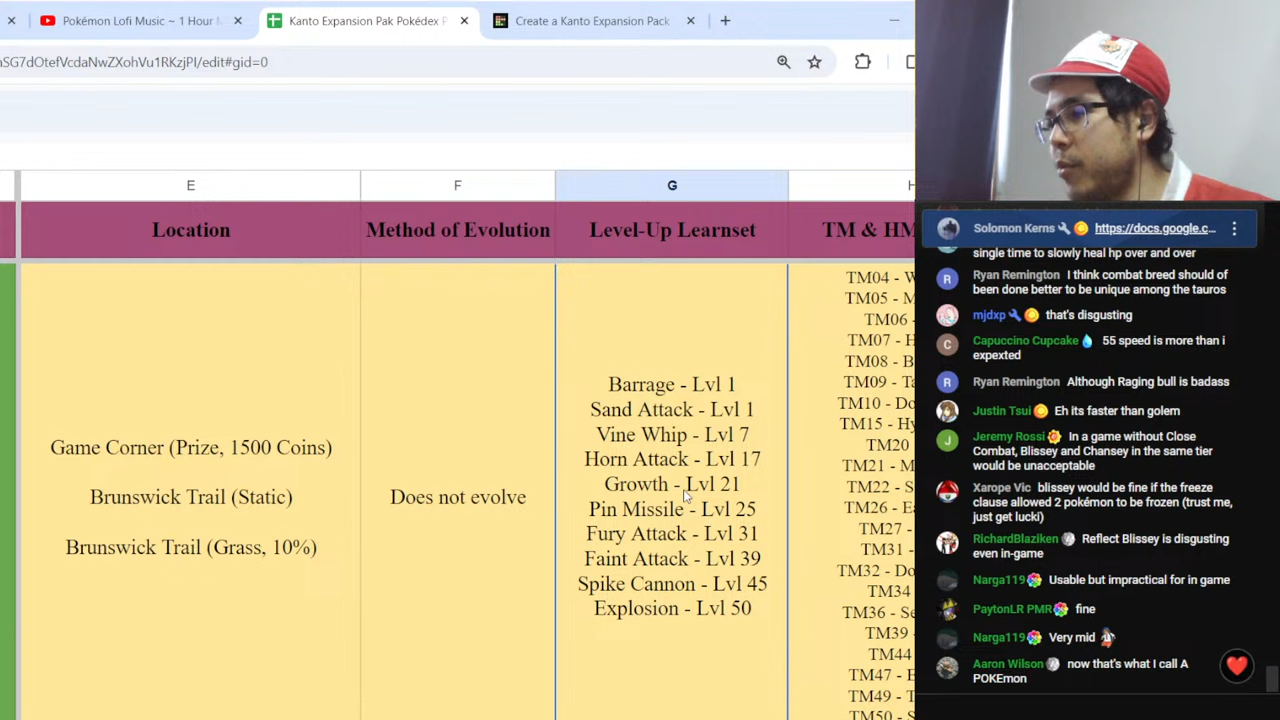 Pokémon Lofi Music ~ 1 Hour
Kanto Expansion Pak Pokédex
Create a Kanto Expansion Pack
aSG7dOtefVcdaNwZXohVu1RKzjPI/edit#gid=0
E
F
G
H
Location
Method of Evolution
Level-Up Learnset
TM & HM
Game Corner (Prize, 1500 Coins)
Brunswick Trail (Static)
Brunswick Trail (Grass, 10%)
Does not evolve
Barrage - Lvl 1
Sand Attack - Lvl 1
Vine Whip - Lvl 7
Horn Attack - Lvl 17
Growth - Lvl 21
Pin Missile - Lvl 25
Fury Attack - Lvl 31
Faint Attack - Lvl 39
Spike Cannon - Lvl 45
Explosion - Lvl 50
TM04 - W
TM05 - M
TM06 -
TM07 - H
TM08 - B
TM09 - Ta
TM10 - Do
TM15 - Hy
TM20
TM21 - M
TM22 - S
TM26 - Ea
TM27 -
TM31 -
TM32 - Do
TM34
TM36 - Se
TM39 -
TM44
TM47 - E
TM49 - T
TM50 - S
Solomon Kerns https://docs.google.c...
single time to slowly heal hp over and over
Ryan Remington I think combat breed should of
been done better to be unique among the tauros
mjdxp that's disgusting
Capuccino Cupcake 55 speed is more than i
expexted
Ryan Remington Although Raging bull is badass
Justin Tsui Eh its faster than golem
Jeremy Rossi In a game without Close
Combat, Blissey and Chansey in the same tier
would be unacceptable
Xarope Vic blissey would be fine if the freeze
clause allowed 2 pokémon to be frozen (trust me,
just get lucki)
RichardBlaziken Reflect Blissey is disgusting
even in-game
Narga119 Usable but impractical for in game
PaytonLR PMR fine
Narga119 Very mid
Aaron Wilson now that's what I call A
POKEmon